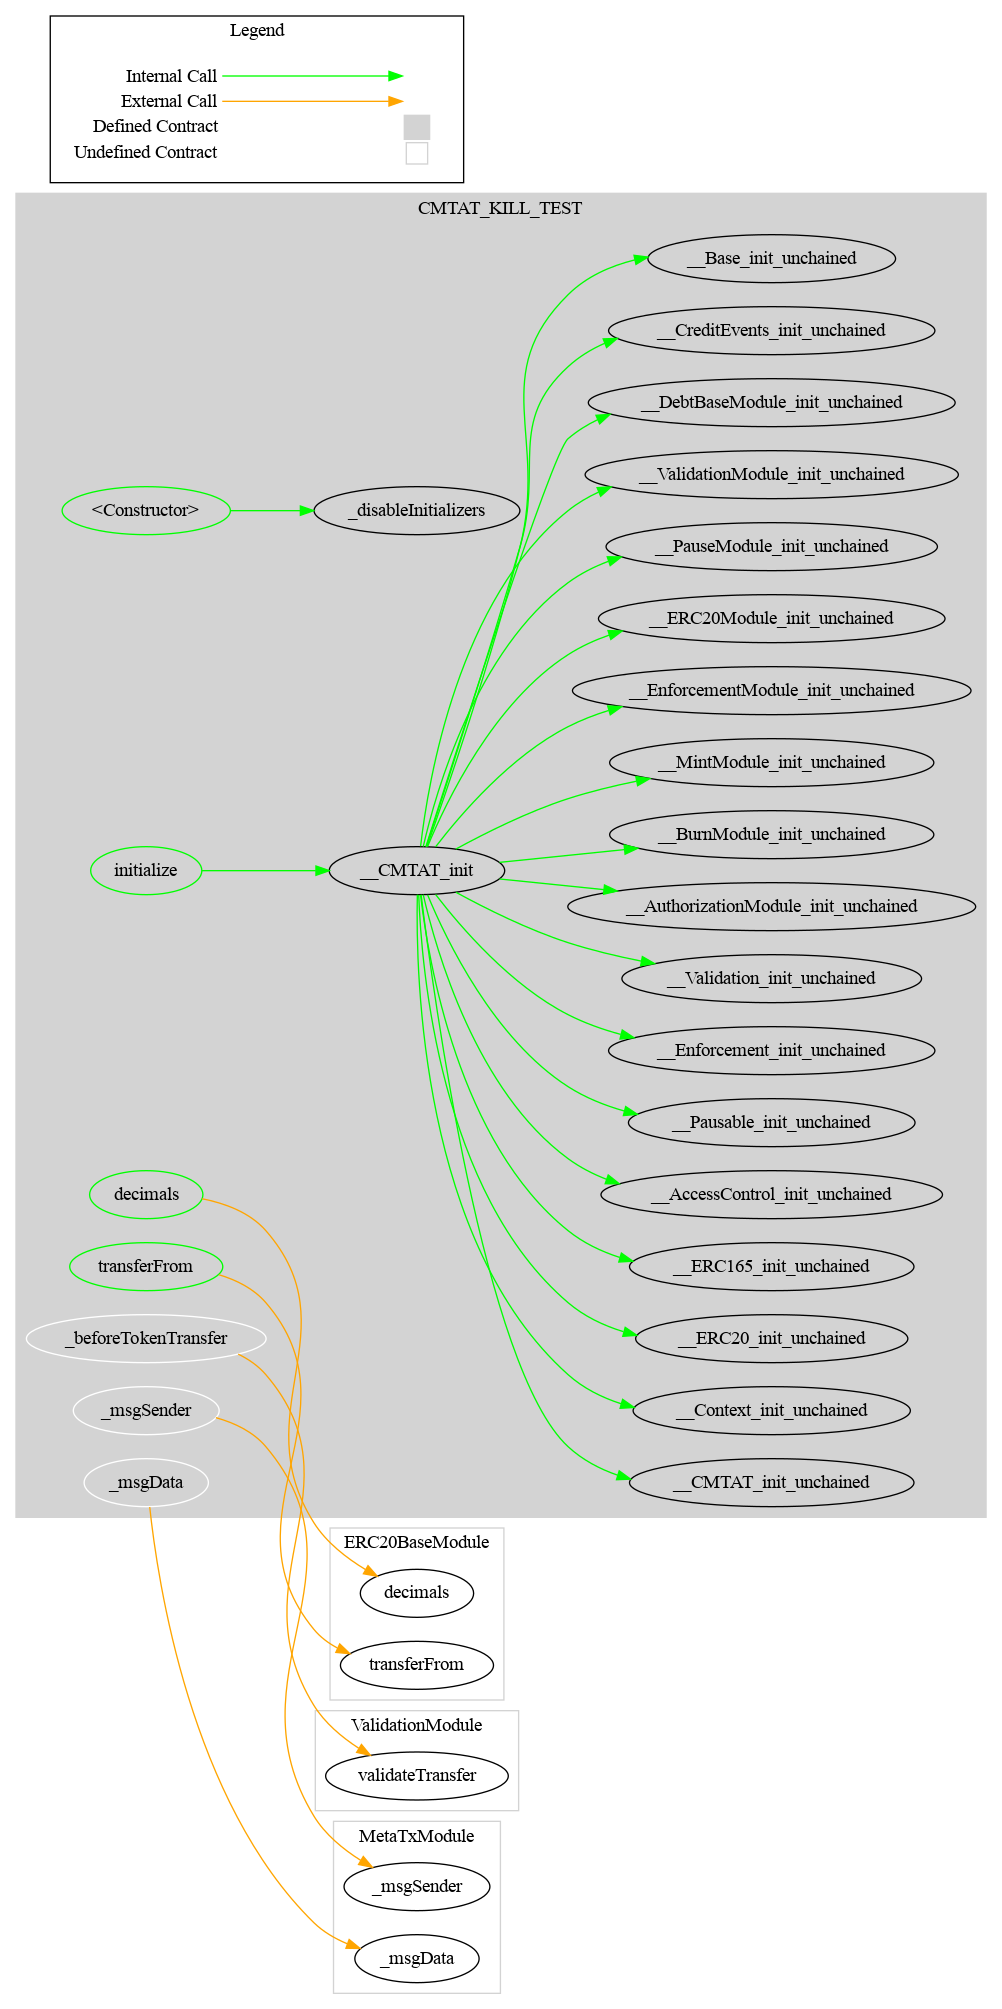 Legend
Internal Call
External Call
Defined Contract
Undefined Contract
CMTAT_KILL_TEST
__Base_init_unchained
__CreditEvents_init_unchained
__DebtBaseModule_init_unchained
__ValidationModule_init_unchained
<Constructor>
_disableInitializers
__PauseModule_init_unchained
__ERC20Module_init_unchained
__EnforcementModule_init_unchained
__MintModule_init_unchained
__BurnModule_init_unchained
initialize
__CMTAT_init
__AuthorizationModule_init_unchained
__Validation_init_unchained
__Enforcement_init_unchained
__Pausable_init_unchained
decimals
__AccessControl_init_unchained
transferFrom
__ERC165_init_unchained
_beforeTokenTransfer
__ERC20_init_unchained
_msgSender
__Context_init_unchained
_msgData
__CMTAT_init_unchained
ERC20BaseModule
decimals
transferFrom
ValidationModule
validateTransfer
MetaTxModule
_msgSender
_msgData